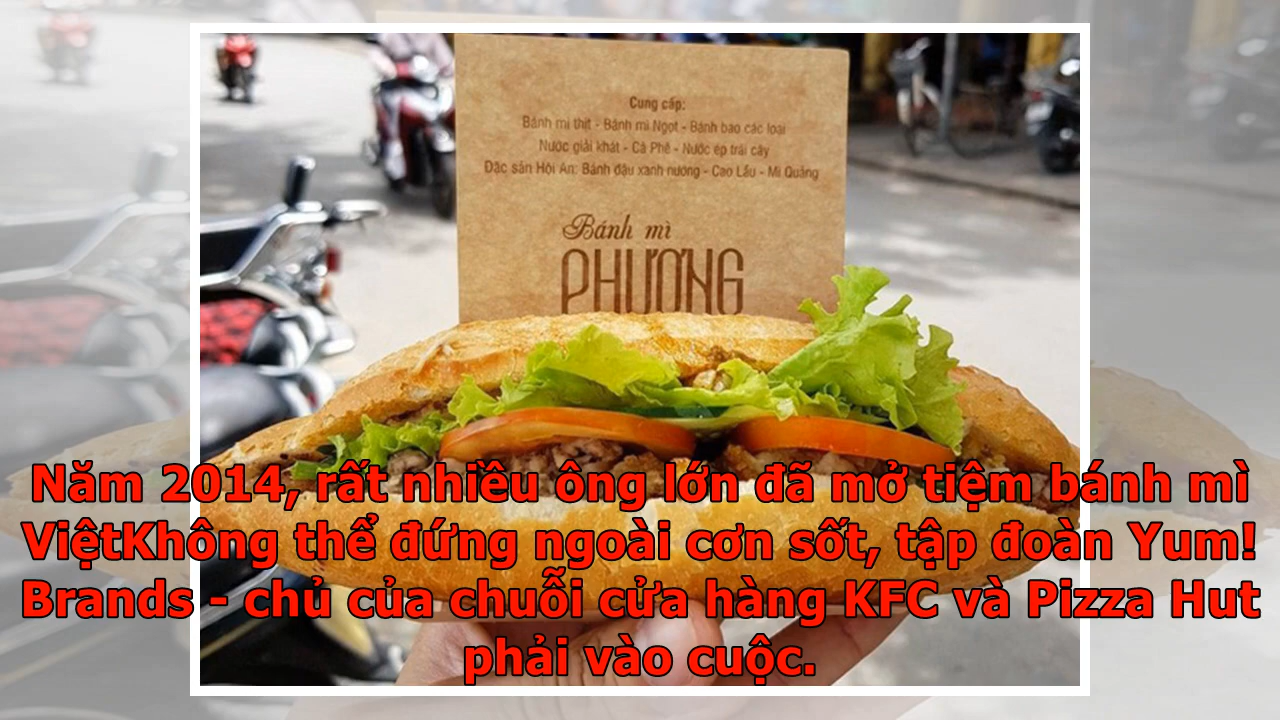 Cung cấp:
Bánh mì thịt - Bánh mì Ngọt - Bánh bao các loại
Nước giải khát - Cà Phê - Nước ép trái cây
Đặc sản Hội An: Bánh đậu xanh nướng - Cao Lầu - Mì Quảng
Bánh mì
PHƯỢNG
Năm 2014, rất nhiều ông lớn đã mở tiệm bánh mì
ViệtKhông thể đứng ngoài cơn sốt, tập đoàn Yum!
Brands - chủ của chuỗi cửa hàng KFC và Pizza Hut
phải vào cuộc.